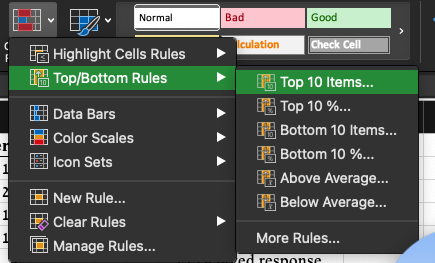 Normal
Bad
Good
Calculation
Check Cell
Highlight Cells Rules
Top/Bottom Rules
Data Bars
Color Scales
Icon Sets
New Rule...
Clear Rules
Manage Rules...
Top 10 Items...
Top 10 %...
Bottom 10 Items...
Bottom 10 %...
Above Average...
Below Average...
More Rules...
response